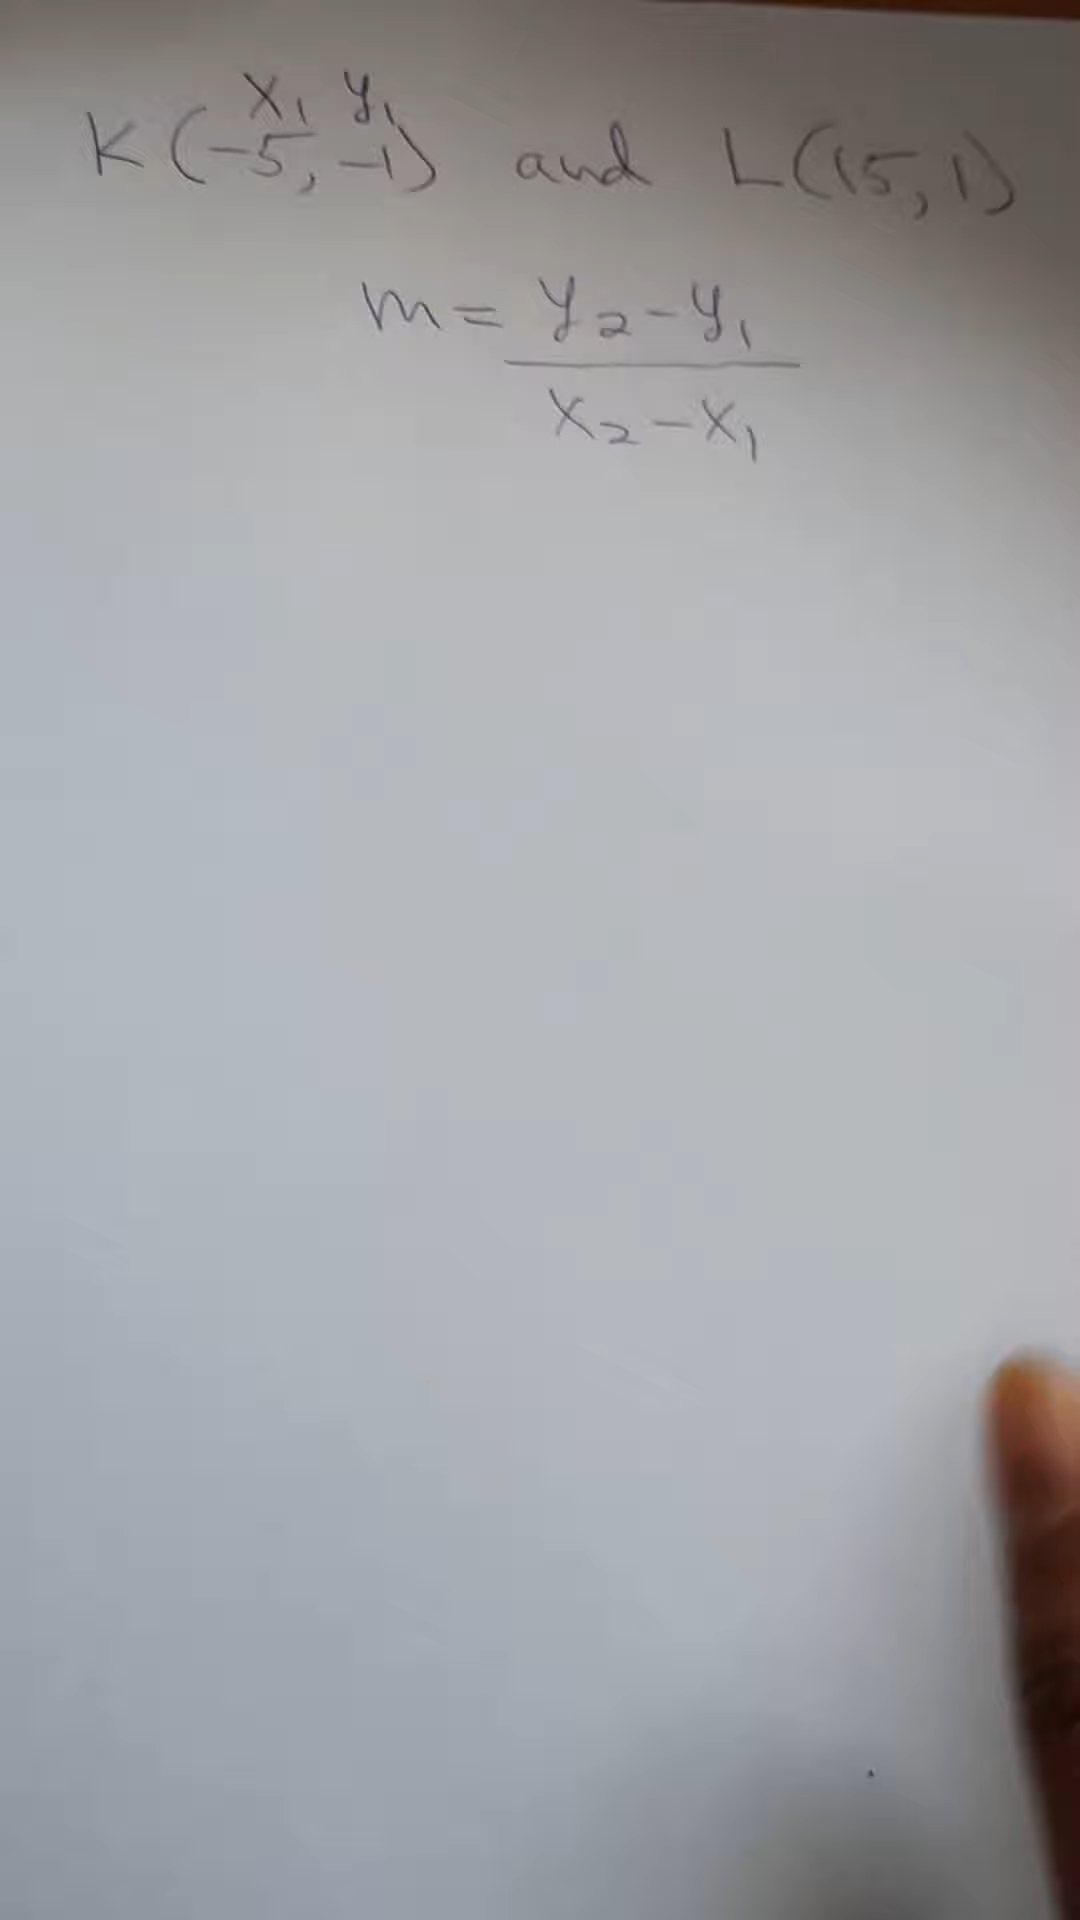 x₁ y₁
K(-5, -1) and L(15, 1)
m = y₂ - y₁
x₂ - x₁